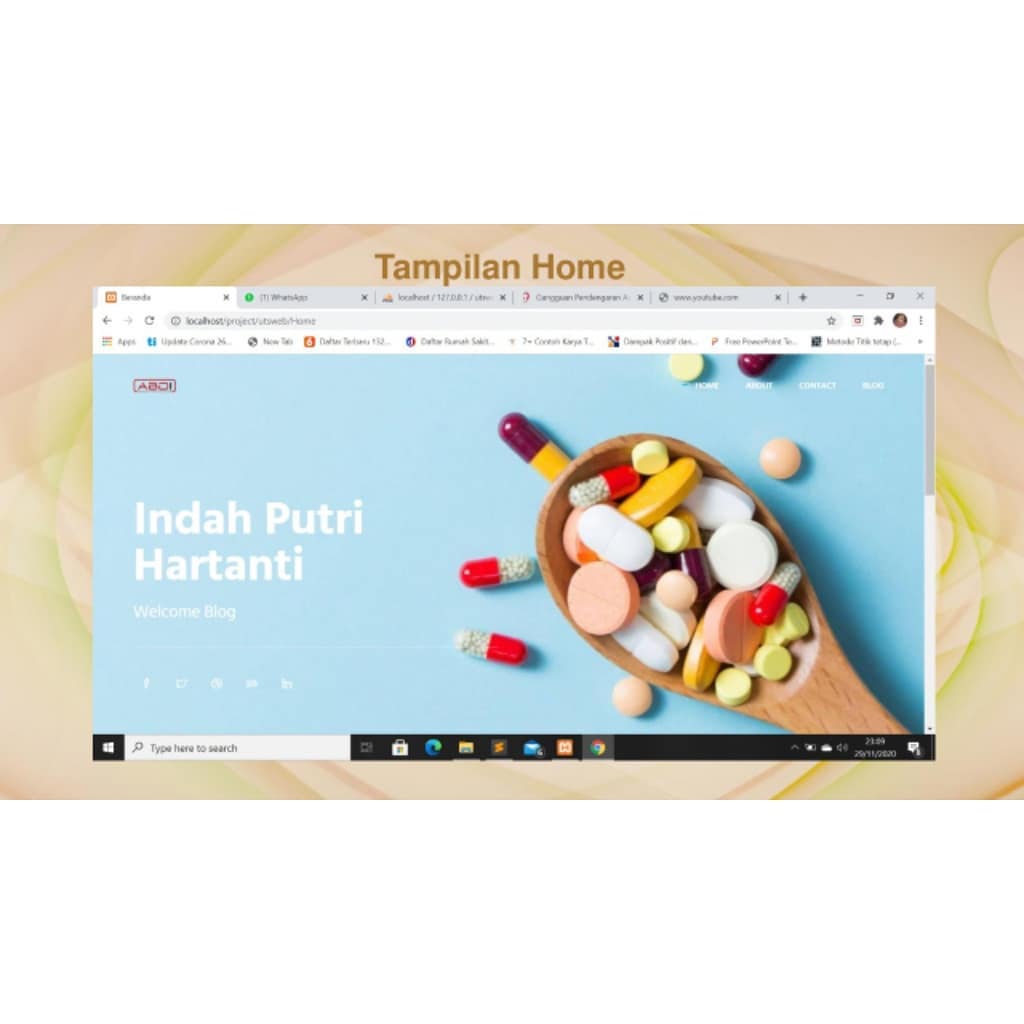 Tampilan Home
Beranda
(1) WhatsApp
localhost / 127.0.0.1 / utsw
Gangguan Pendengaran A
www.youtube.com
localhost/project/utsweb/Home
Apps
Update Corona 26...
New Tab
Daftar Terbaru 132...
Daftar Rumah Sakit...
7+ Contoh Karya T...
Dampak Positif dan...
Free PowerPoint Te...
Metode Titik tetap (...
ABDI
HOME
ABOUT
CONTACT
BLOG
Indah Putri
Hartanti
Welcome Blog
Type here to search
23:09
29/11/2020